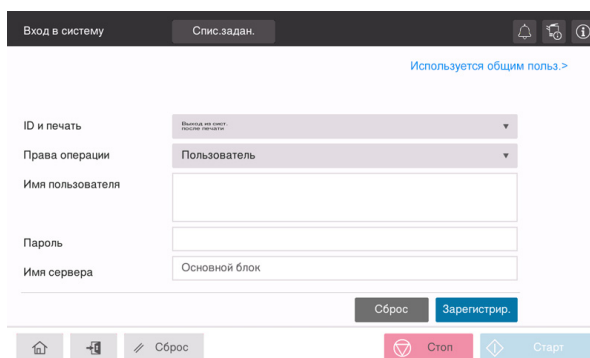 Вход в систему
Спис.задан.
Используется общим польз.>
ID и печать
Выход из сист.
после печати
Права операции
Пользователь
Имя пользователя
Пароль
Имя сервера
Основной блок
Сброс
Зарегистрир.
Сброс
Стоп
Старт